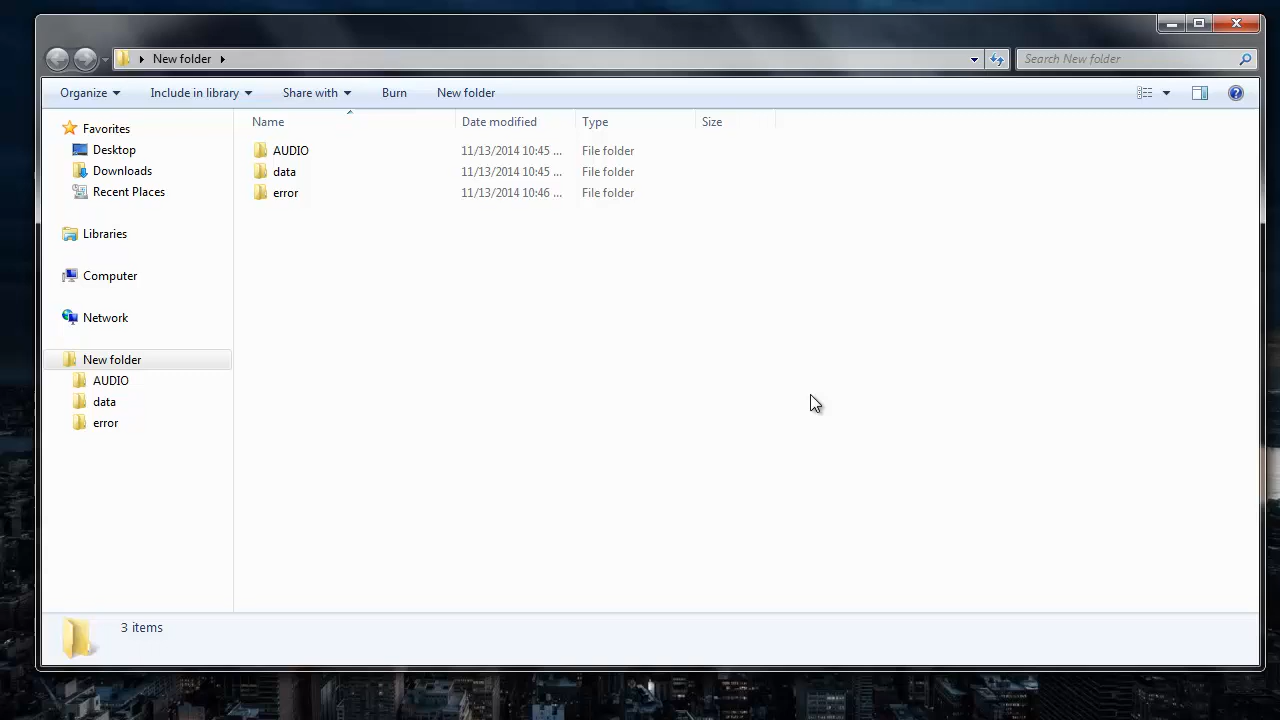 New folder
Search New folder
Organize Include in library Share with Burn New folder
Name Date modified Type Size
AUDIO 11/13/2014 10:45 ... File folder
data 11/13/2014 10:45 ... File folder
error 11/13/2014 10:46 ... File folder
Favorites
Desktop
Downloads
Recent Places
Libraries
Computer
Network
New folder
AUDIO
data
error
3 items